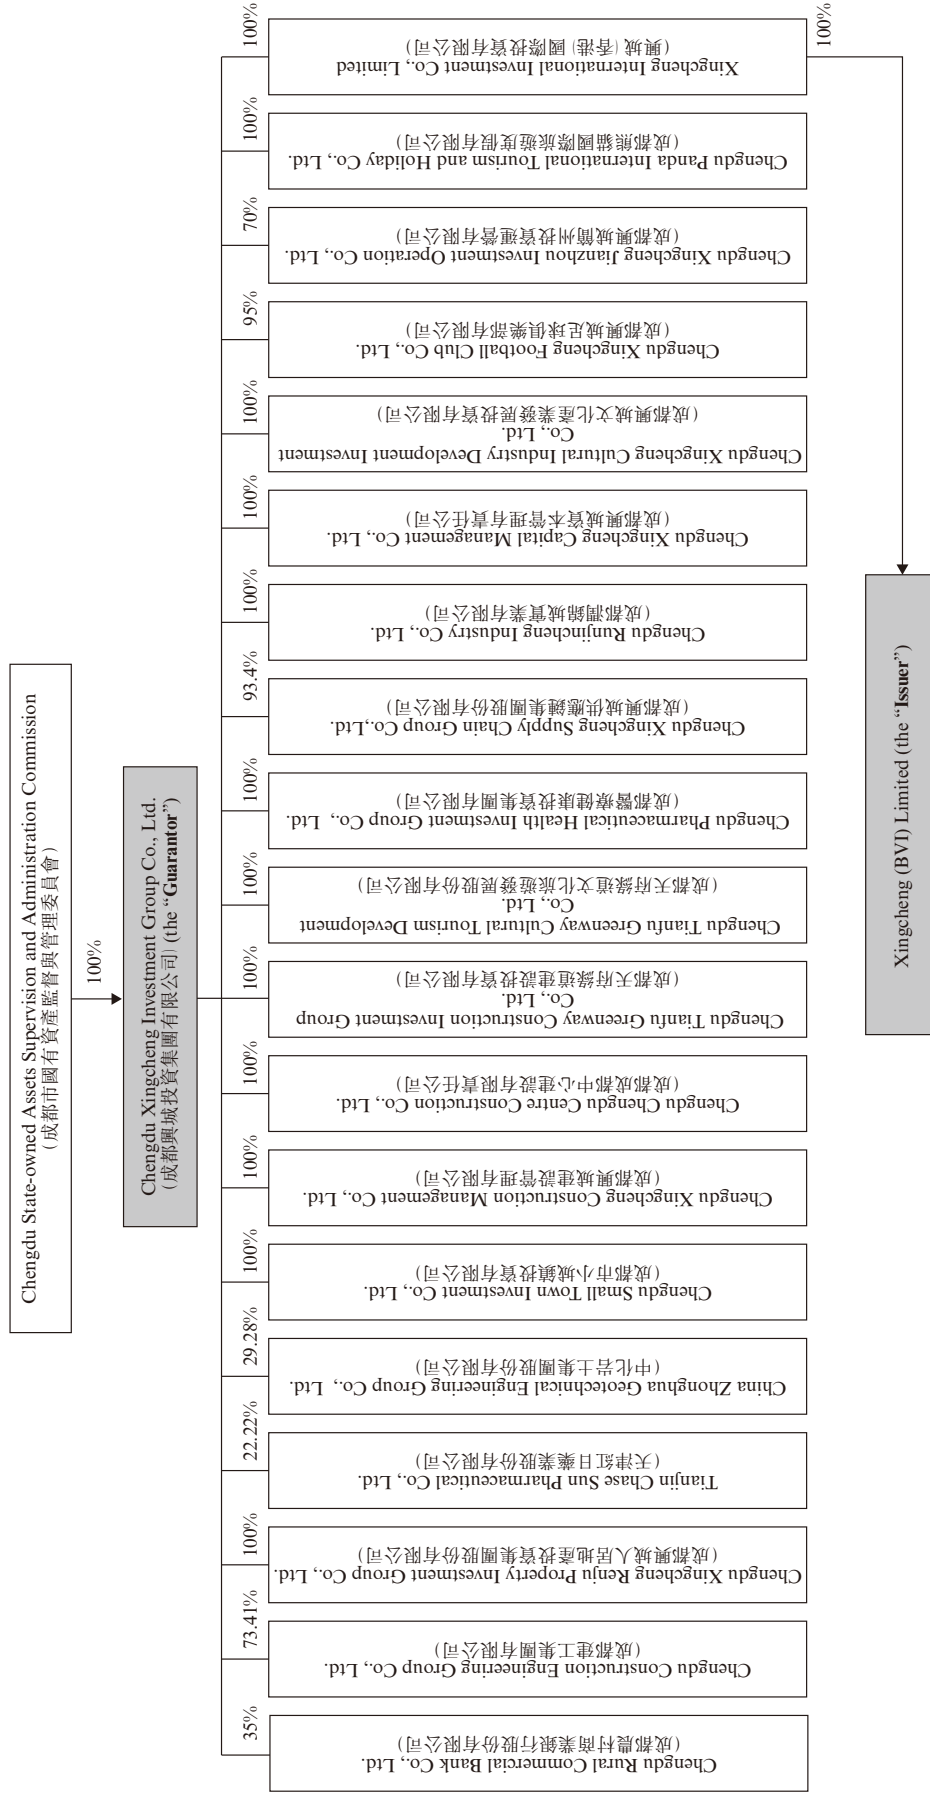 Chengdu State-owned Assets Supervision and Administration Commission
(成都市國有資產監督與管理委員會)
100%
Chengdu Xingcheng Investment Group Co., Ltd.
(成都興城投資集團有限公司) (the “Guarantor”)
35%
73.41%
100%
22.22%
29.28%
100%
100%
100%
100%
100%
100%
93.4%
100%
100%
100%
95%
70%
100%
100%
Chengdu Rural Commercial Bank Co., Ltd.
(成都農村商業銀行股份有限公司)
Chengdu Construction Engineering Group Co., Ltd.
(成都建工集團有限公司)
Chengdu Xingcheng Renju Property Investment Group Co., Ltd.
(成都興城人居地產投資集團股份有限公司)
Tianjin Chase Sun Pharmaceutical Co., Ltd.
(天津紅日藥業股份有限公司)
China Zhonghua Geotechnical Engineering Group Co., Ltd.
(中化岩土集團股份有限公司)
Chengdu Small Town Investment Co., Ltd.
(成都市小城鎮投資有限公司)
Chengdu Xingcheng Construction Management Co., Ltd.
(成都興城建設管理有限公司)
Chengdu Chengdu Centre Construction Co., Ltd.
(成都成都中心建設有限責任公司)
Chengdu Tianfu Greenway Construction Investment Group
Co., Ltd.
(成都天府綠道建設投資有限公司)
Chengdu Tianfu Greenway Cultural Tourism Development
Co., Ltd.
(成都天府綠道文化旅遊發展股份有限公司)
Chengdu Pharmaceutical Health Investment Group Co., Ltd.
(成都醫療健康投資集團有限公司)
Chengdu Xingcheng Supply Chain Group Co.,Ltd.
(成都興城供應鏈集團股份有限公司)
Chengdu Runjincheng Industry Co., Ltd.
(成都潤錦城實業有限公司)
Chengdu Xingcheng Capital Management Co., Ltd.
(成都興城資本管理有責任公司)
Chengdu Xingcheng Cultural Industry Development Investment
Co., Ltd.
(成都興城文化產業發展投資有限公司)
Chengdu Xingcheng Football Club Co., Ltd.
(成都興城足球俱樂部有限公司)
Chengdu Xingcheng Jianzhou Investment Operation Co., Ltd.
(成都興城簡州投資運營有限公司)
Chengdu Panda International Tourism and Holiday Co., Ltd.
(成都熊貓國際旅遊度假有限公司)
Xingcheng International Investment Co., Limited
(興城(香港)國際投資有限公司)
100%
Xingcheng (BVI) Limited (the “Issuer”)